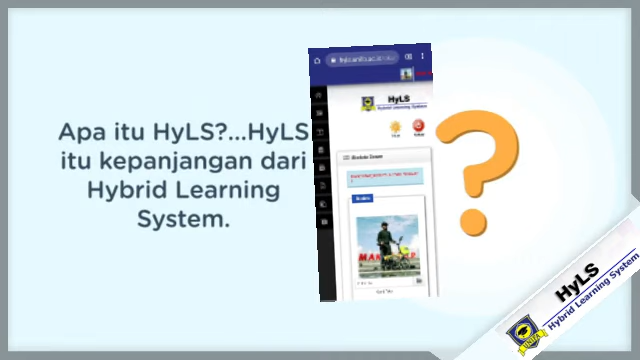 Apa itu HyLS?...HyLS
itu kepanjangan dari
Hybrid Learning
System.
HyLS
Hybrid Learning System
HyLS
Hybrid Learning System